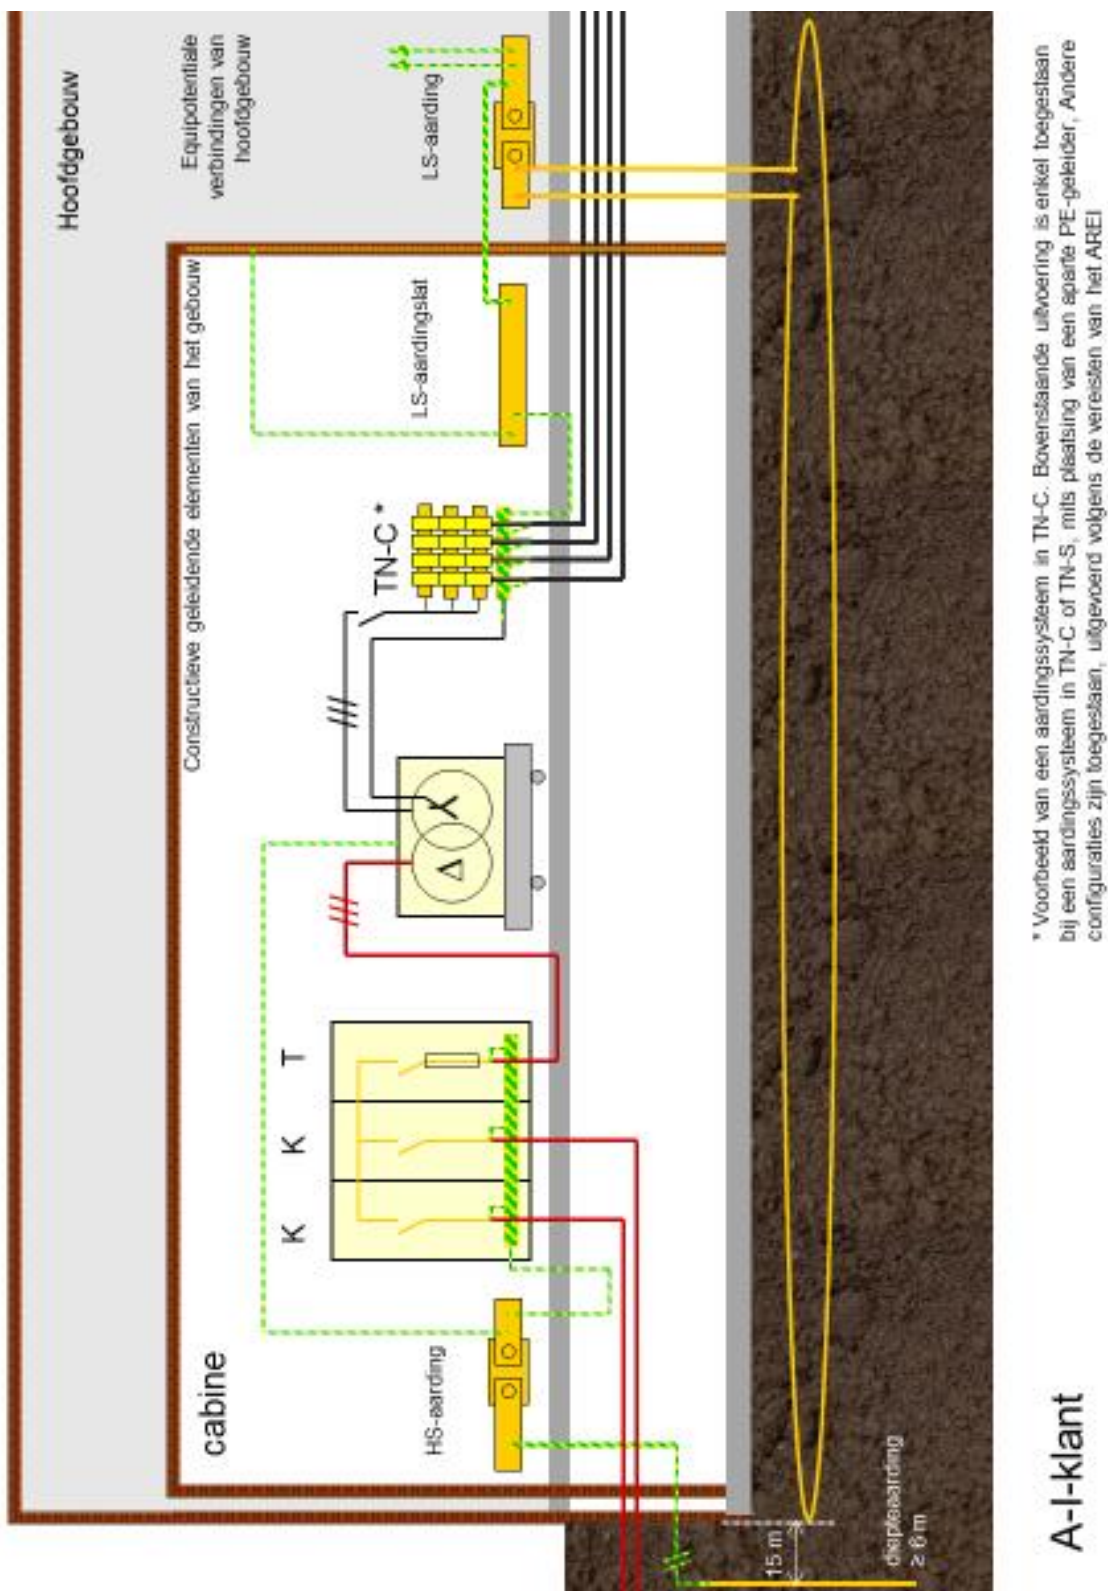 Hoofdgebouw
Equipotentiale
verbindingen van
hoofdgebouw
LS-aarding
cabine
Constructieve geleidende elementen van het gebouw
HS-aarding
K
K
T
Δ
TN-C *
LS-aardingslat
15 m
diepteaarding
≥ 6 m
A-I-klant
* Voorbeeld van een aardingssysteem in TN-C. Bovenstaande uitvoering is enkel toegestaan
bij een aardingssysteem in TN-C of TN-S, mits plaatsing van een aparte PE-geleider, Andere
configuraties zijn toegestaan, uitgevoerd volgens de vereisten van het AREI